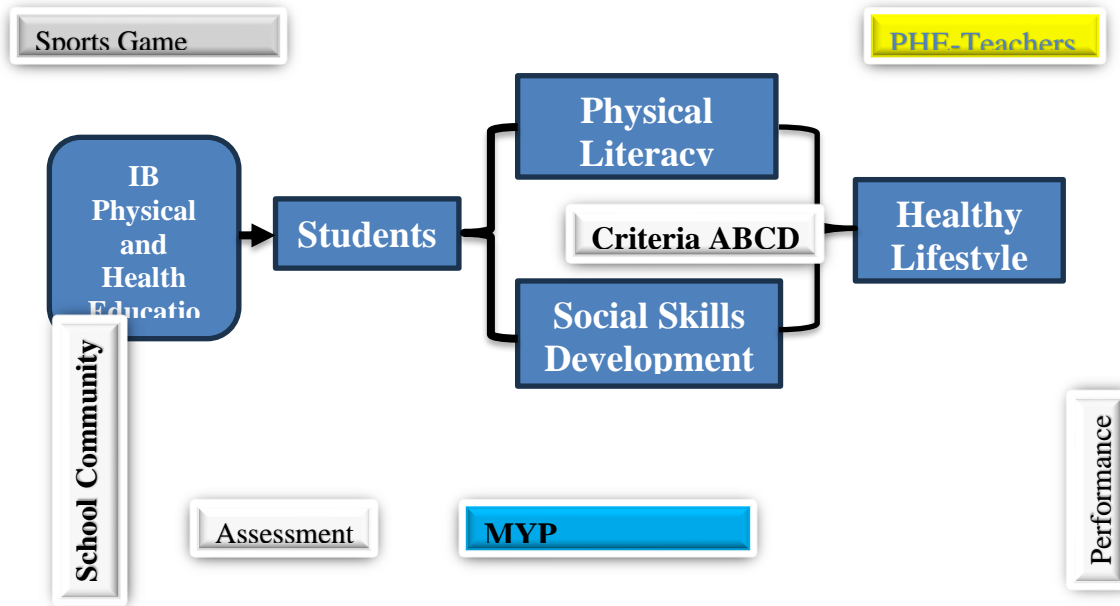 Sports Game
PHE-Teachers
IB
Physical
and
Health
Educatio
Students
Physical
Literacy
Criteria ABCD
Social Skills
Development
Healthy
Lifestyle
School Community
Assessment
MYP
Performance